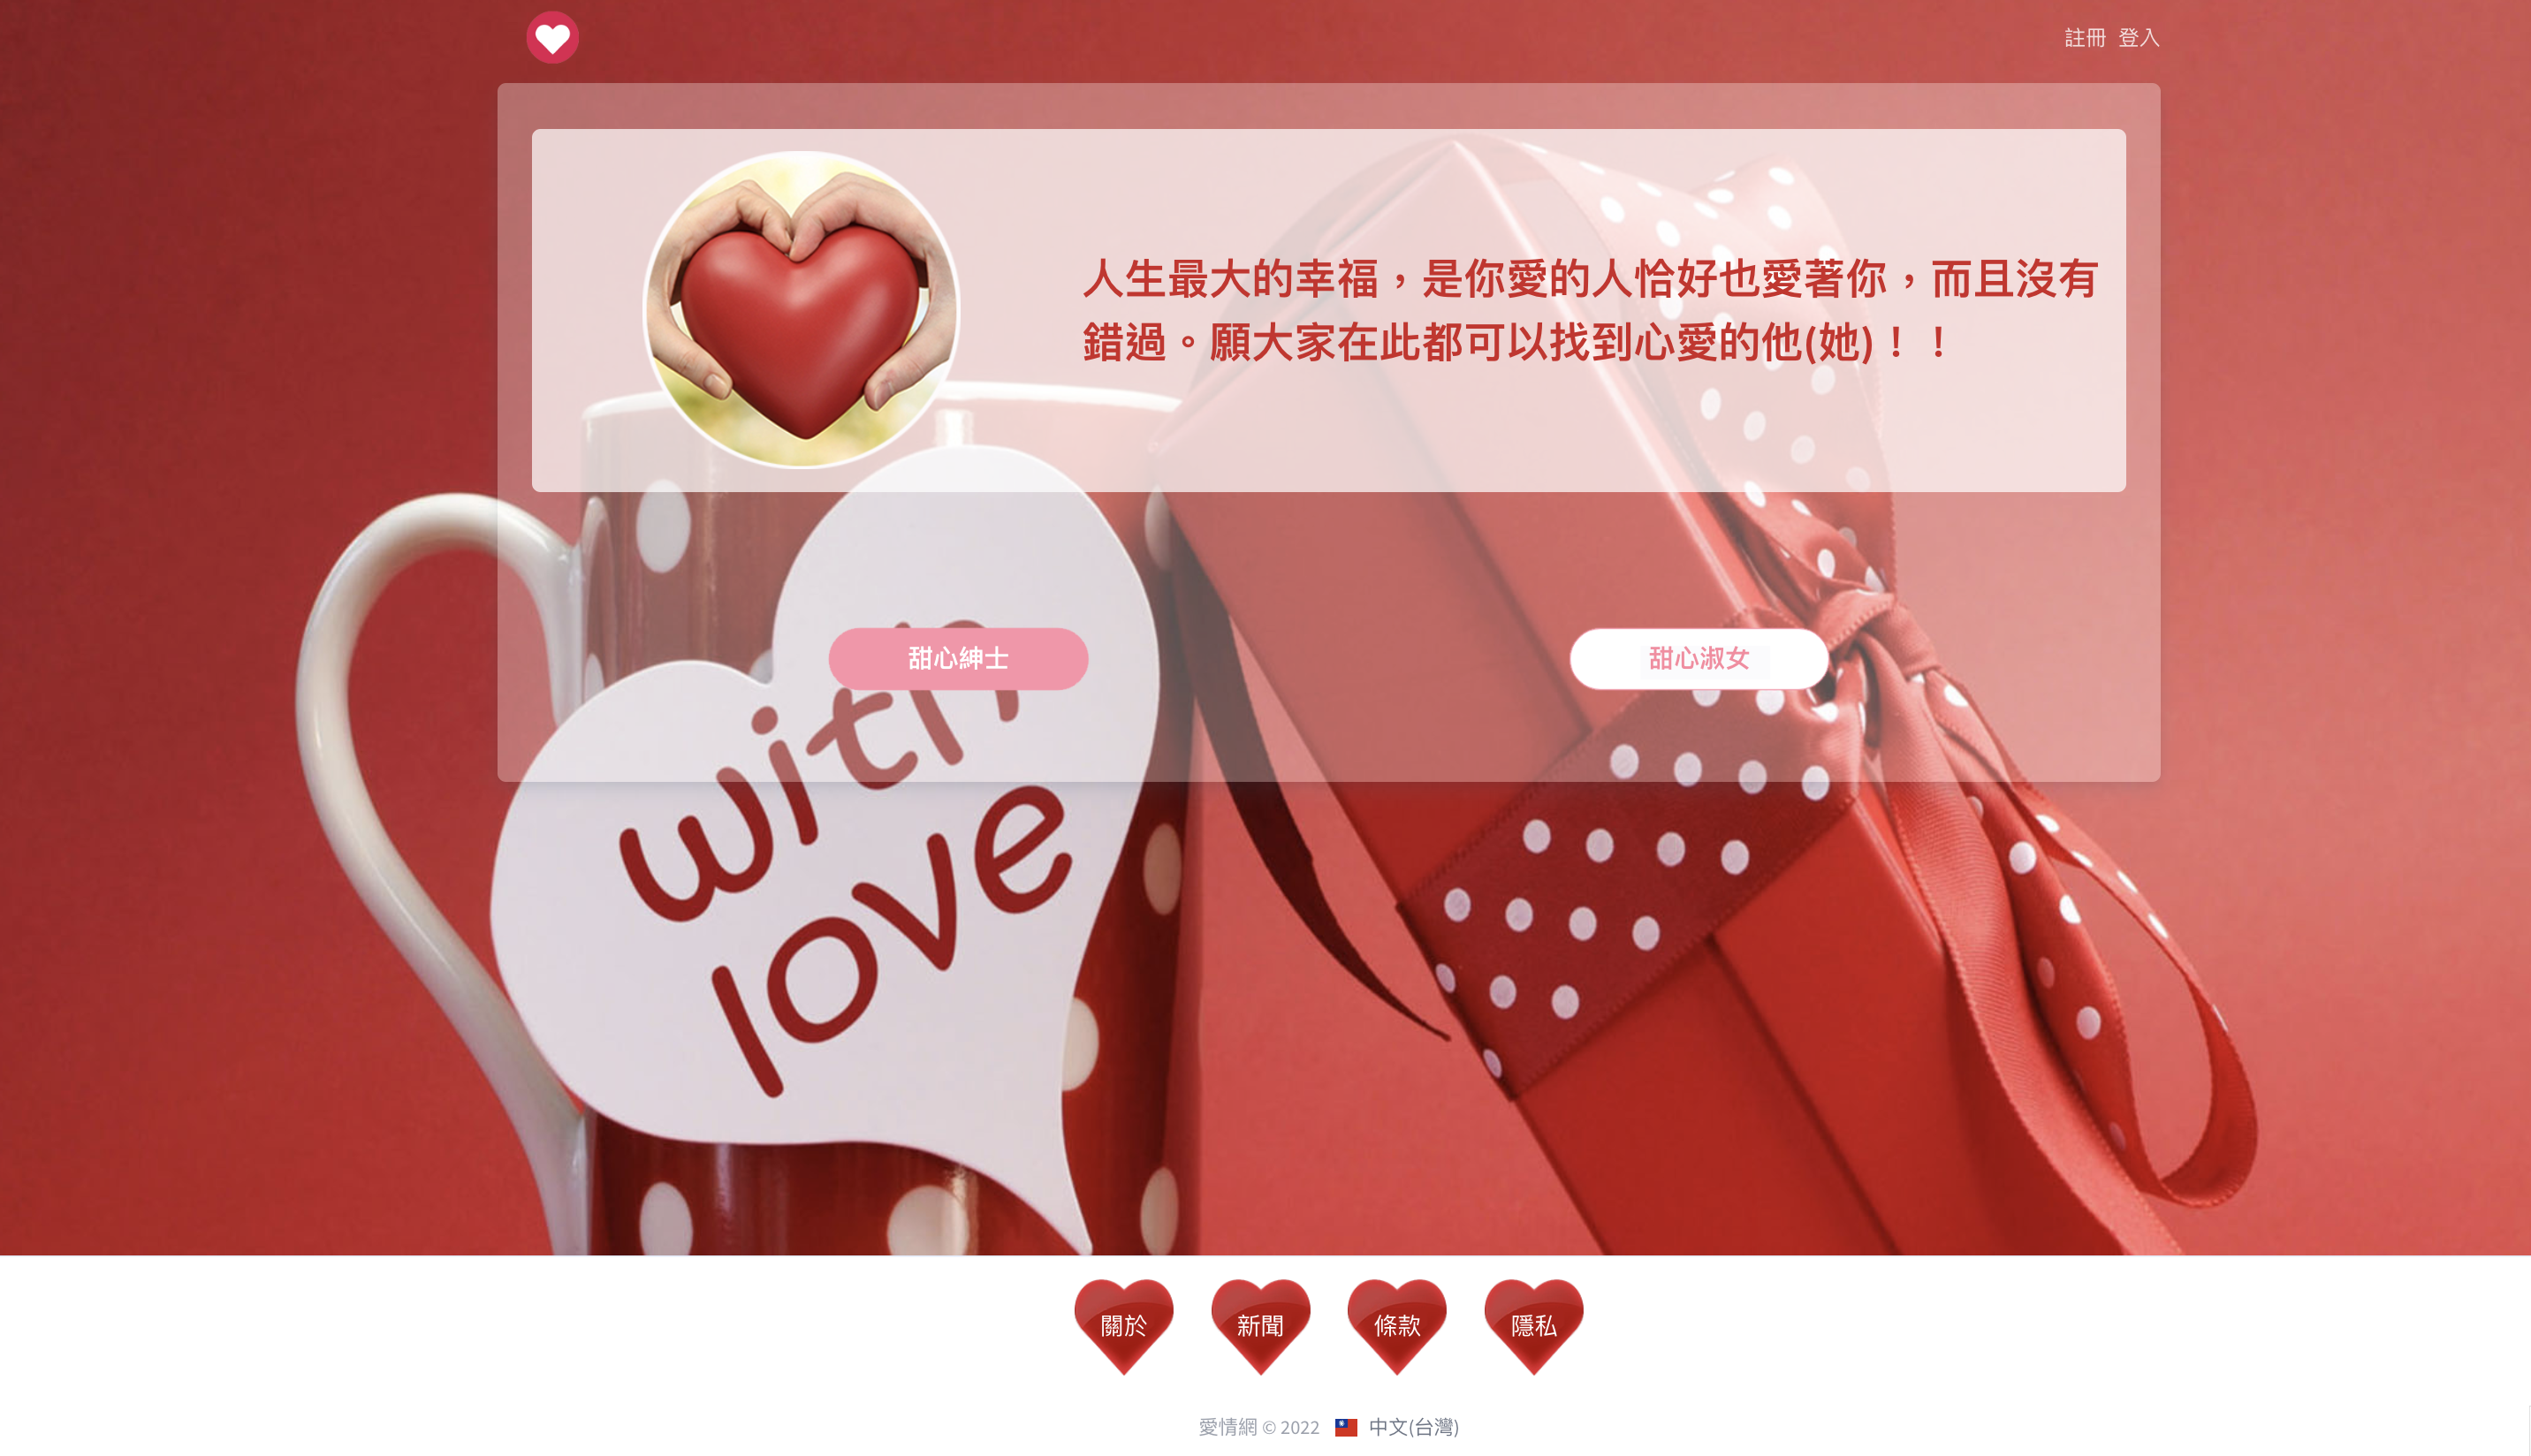 註冊 登入
人生最大的幸福，是你愛的人恰好也愛著你，而且沒有
錯過。願大家在此都可以找到心愛的他(她)！！
甜心紳士
甜心淑女
with
love
關於
新聞
條款
隱私
愛情網 © 2022 中文(台灣)